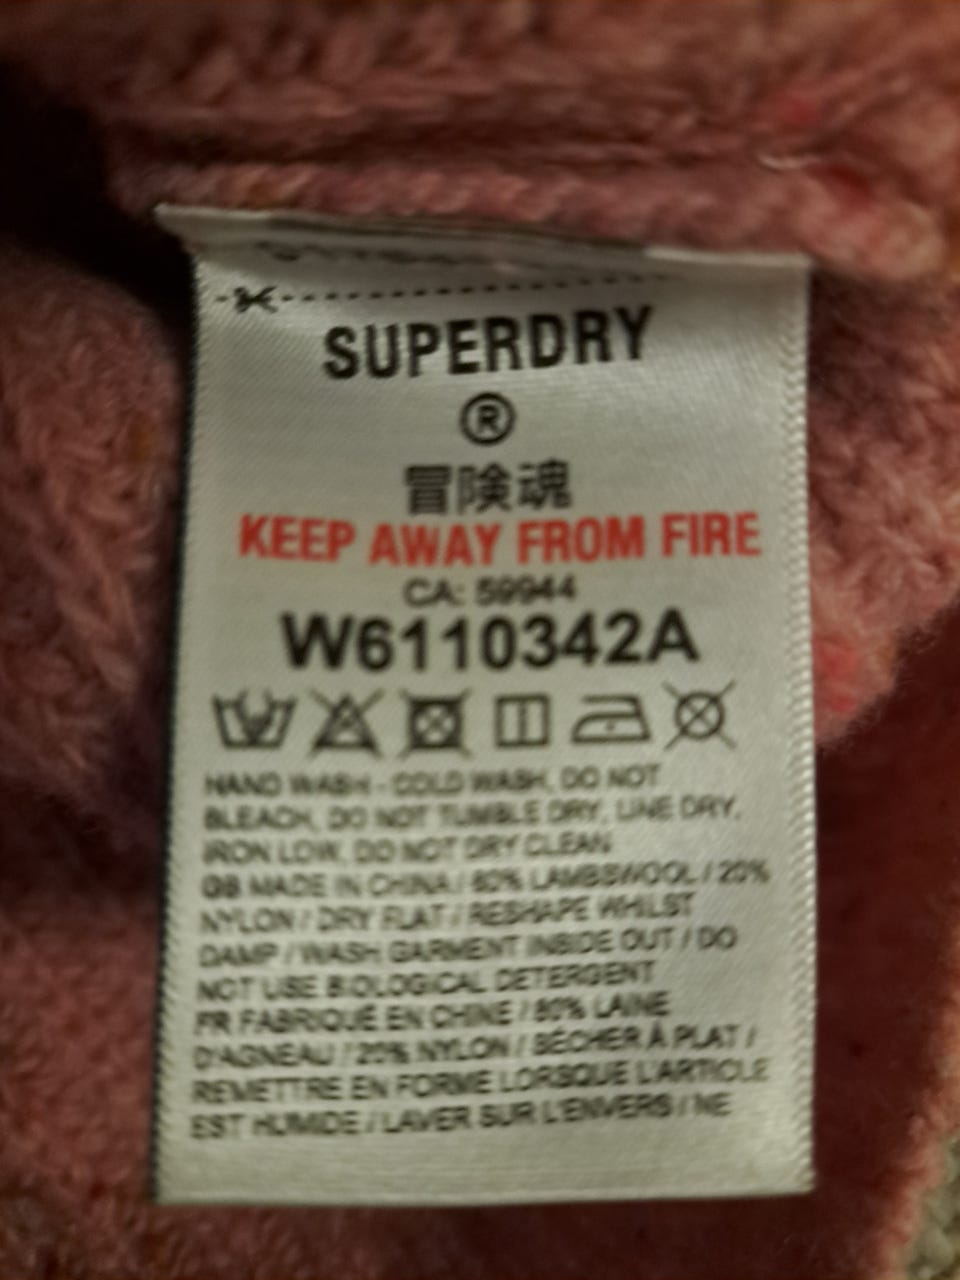 SUPERDRY
®
冒険魂
KEEP AWAY FROM FIRE
CA: 59944
W6110342A
HAND WASH - COLD WASH, DO NOT
BLEACH, DO NOT TUMBLE DRY, LINE DRY,
IRON LOW, DO NOT DRY CLEAN
GB MADE IN CHINA / 80% LAMBSWOOL / 20%
NYLON / DRY FLAT / RESHAPE WHILST
DAMP / WASH GARMENT INSIDE OUT / DO
NOT USE BIOLOGICAL DETERGENT
FR FABRIQUÉ EN CHINE / 80% LAINE
D'AGNEAU / 20% NYLON / SÉCHER À PLAT /
REMETTRE EN FORME LORSQUE L'ARTICLE
EST HUMIDE / LAVER SUR L'ENVERS / NE